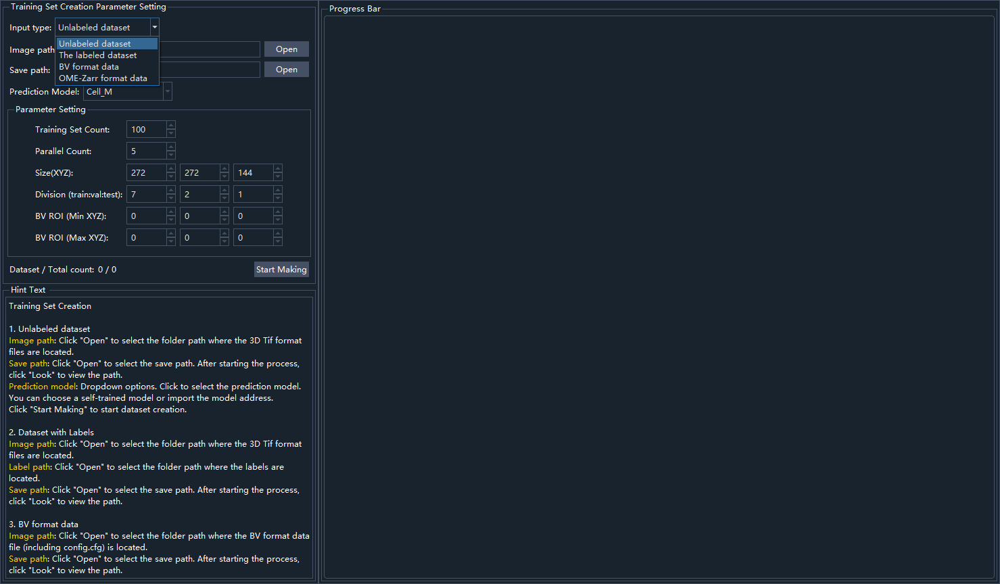 Training Set Creation Parameter Setting
Input type: Unlabeled dataset
Unlabeled dataset
The labeled dataset
BV format data
OME-Zarr format data
Image path
Open
Save path:
Open
Prediction Model: Cell_M
Parameter Setting
Training Set Count: 100
Parallel Count: 5
Size(XYZ): 272 272 144
Division (train:val:test): 7 2 1
BV ROI (Min XYZ): 0 0 0
BV ROI (Max XYZ): 0 0 0
Dataset / Total count: 0 / 0
Start Making
Hint Text
Training Set Creation
1. Unlabeled dataset
Image path: Click "Open" to select the folder path where the 3D Tif format
files are located.
Save path: Click "Open" to select the save path. After starting the process,
click "Look" to view the path.
Prediction model: Dropdown options. Click to select the prediction model.
You can choose a self-trained model or import the model address.
Click "Start Making" to start dataset creation.
2. Dataset with Labels
Image path: Click "Open" to select the folder path where the 3D Tif format
files are located.
Label path: Click "Open" to select the folder path where the labels are
located.
Save path: Click "Open" to select the save path. After starting the process,
click "Look" to view the path.
3. BV format data
Image path: Click "Open" to select the folder path where the BV format data
file (including config.cfg) is located.
Save path: Click "Open" to select the save path. After starting the process,
click "Look" to view the path.
Progress Bar